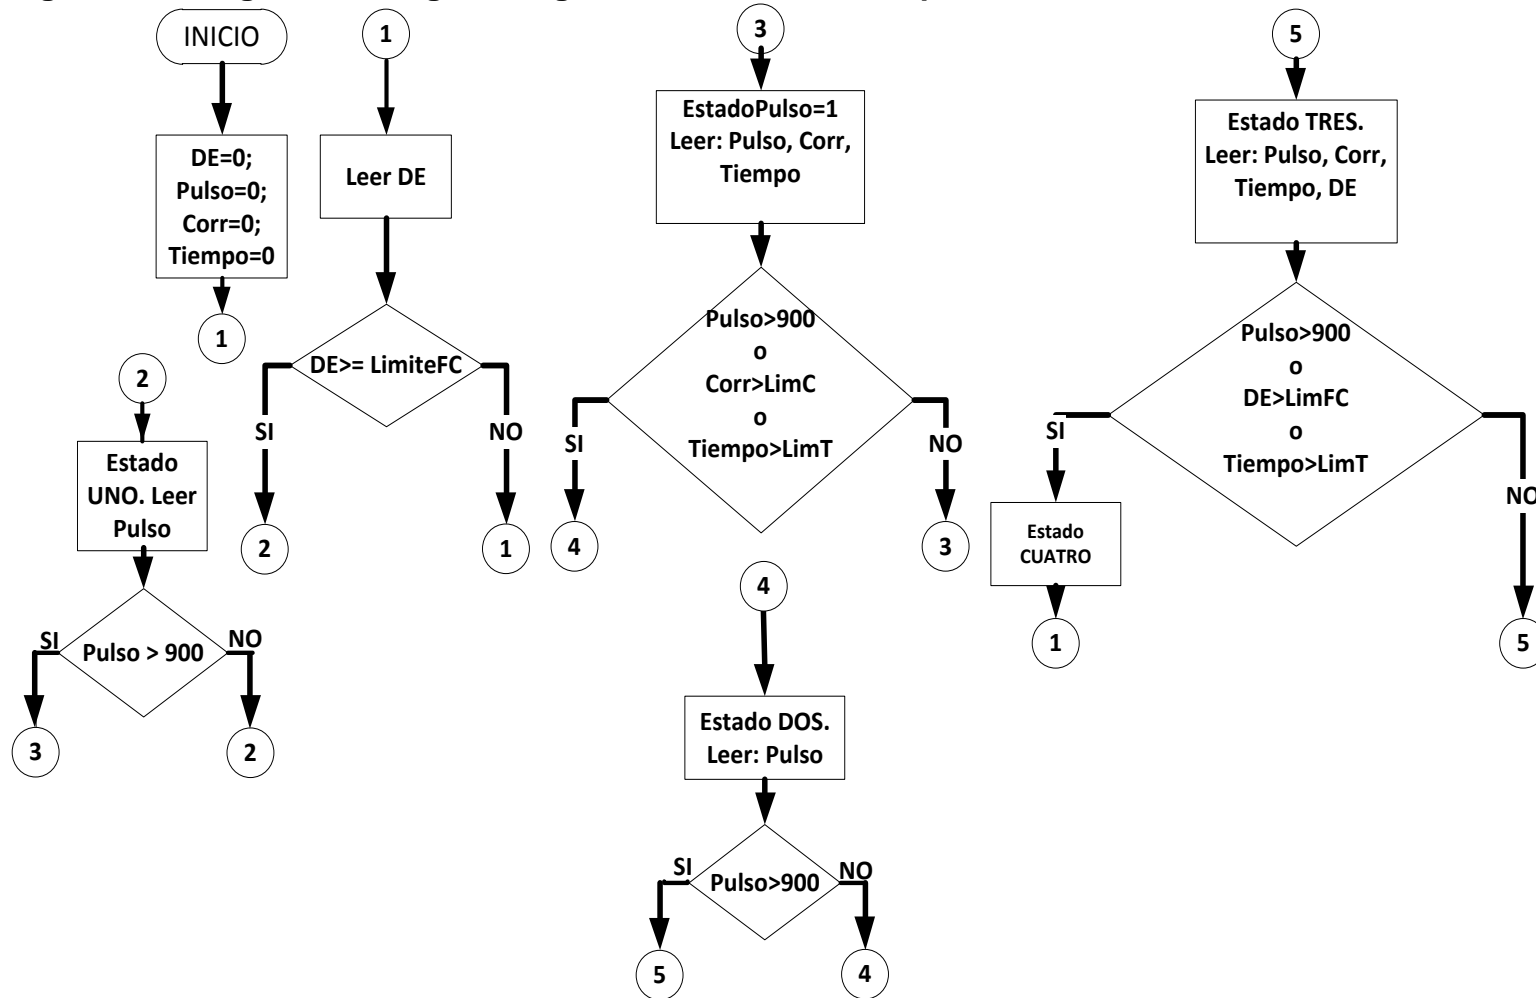 INICIO
DE=0;
Pulso=0;
Corr=0;
Tiempo=0
1
1
Leer DE
DE>= LimiteFC
SI
NO
2
1
2
Estado
UNO. Leer
Pulso
Pulso > 900
SI
NO
3
2
3
EstadoPulso=1
Leer: Pulso, Corr,
Tiempo
Pulso>900
o
Corr>LimC
o
Tiempo>LimT
SI
NO
4
3
4
Estado DOS.
Leer: Pulso
Pulso>900
SI
NO
5
4
5
Estado TRES.
Leer: Pulso, Corr,
Tiempo, DE
Pulso>900
o
DE>LimFC
o
Tiempo>LimT
SI
NO
Estado
CUATRO
1
5